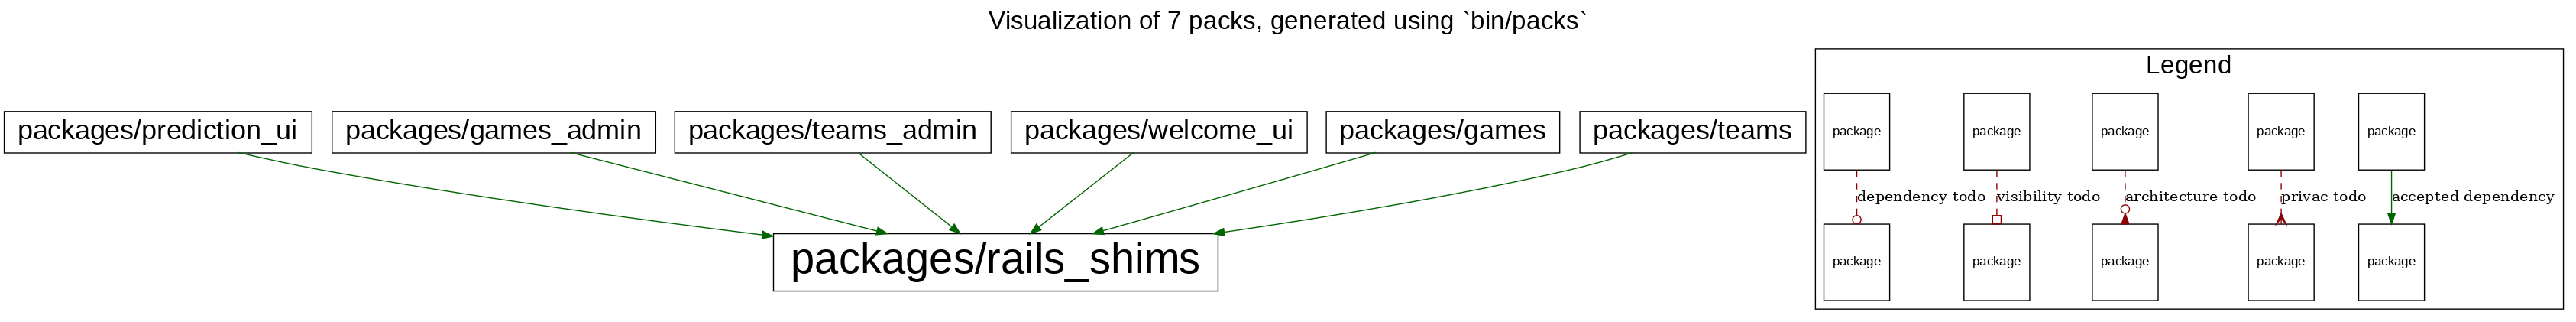 Visualization of 7 packs, generated using `bin/packs`
packages/prediction_ui
packages/games_admin
packages/teams_admin
packages/welcome_ui
packages/games
packages/teams
packages/rails_shims
Legend
package
package
package
package
package
dependency todo
visibility todo
architecture todo
privac todo
accepted dependency
package
package
package
package
package